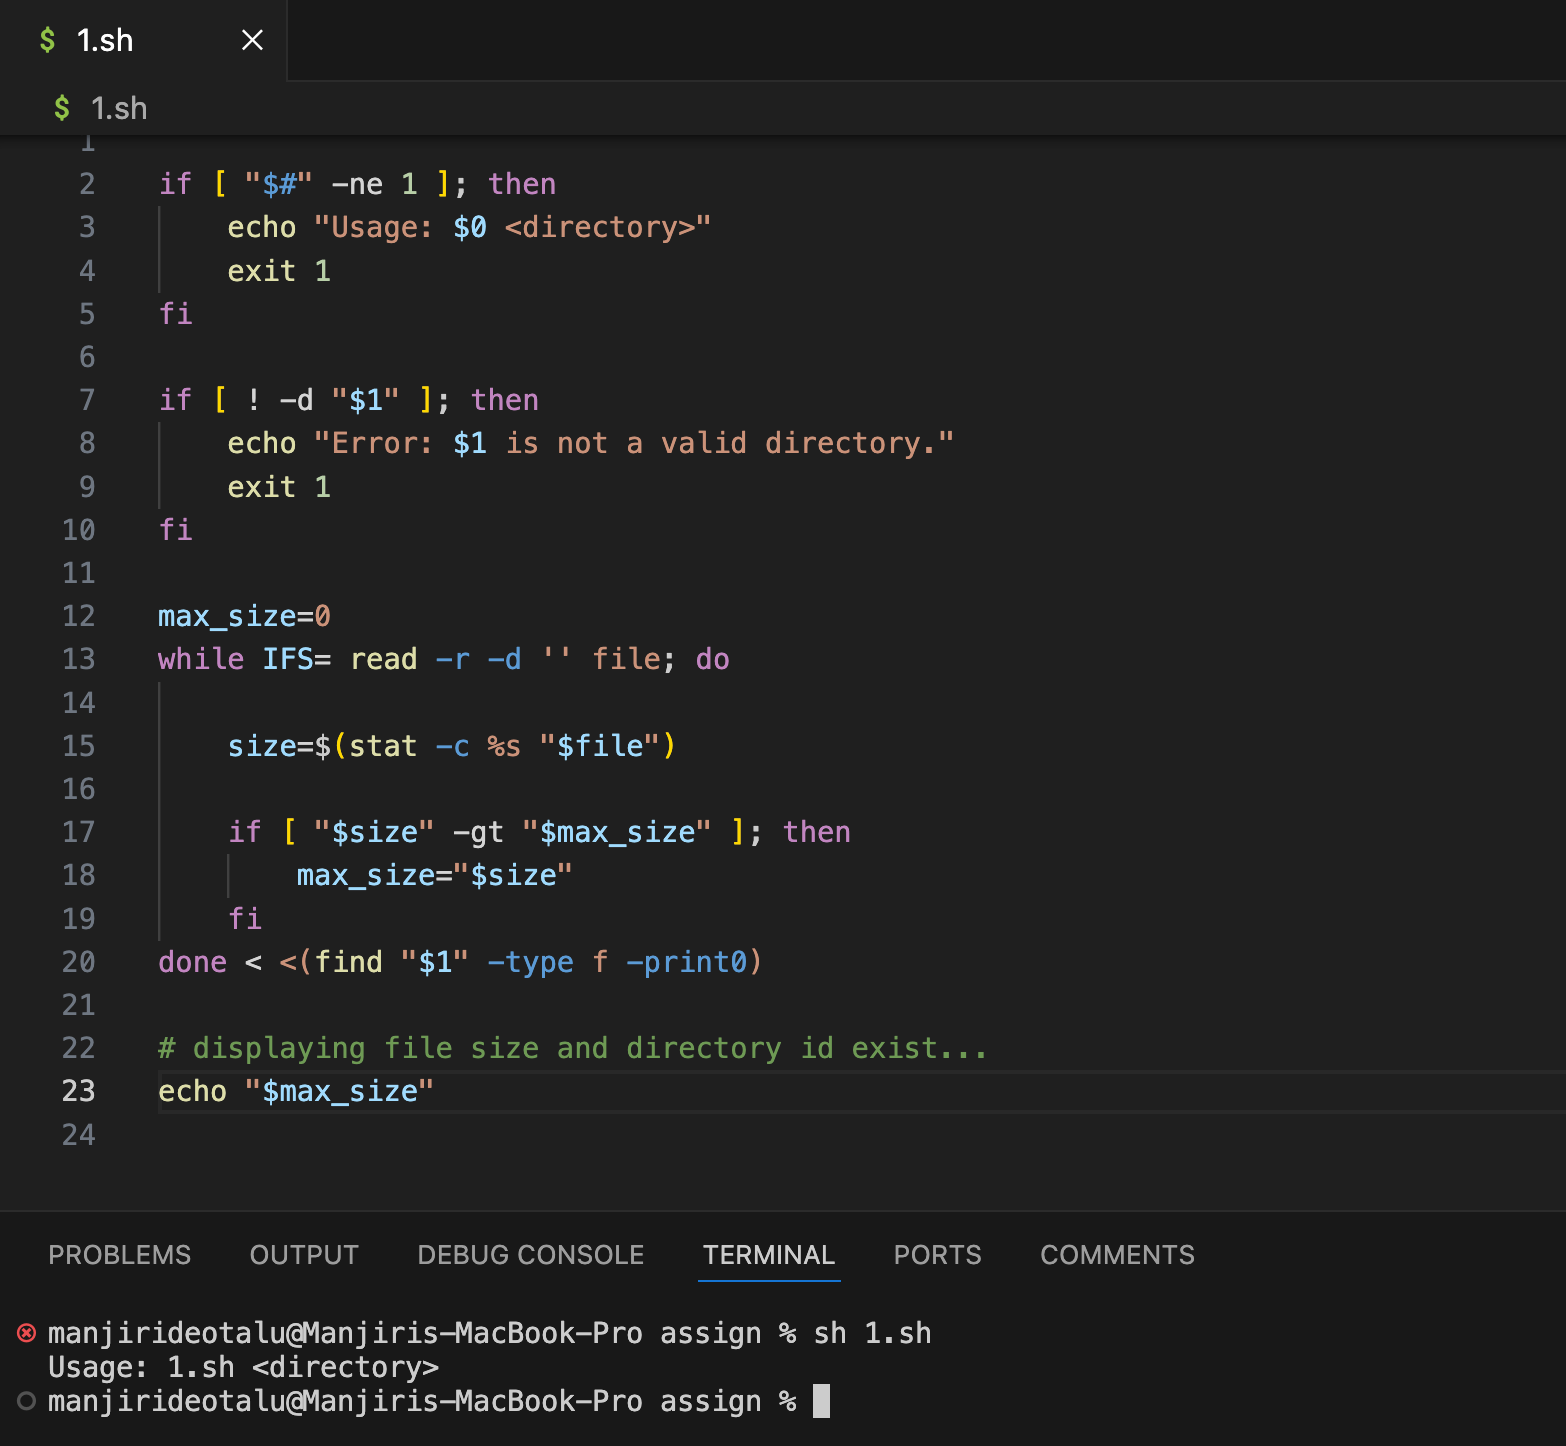 $ 1.sh ×
$ 1.sh
1
2 if [ "$#" -ne 1 ]; then
3 echo "Usage: $0 <directory>"
4 exit 1
5 fi
6
7 if [ ! -d "$1" ]; then
8 echo "Error: $1 is not a valid directory."
9 exit 1
10 fi
11
12 max_size=0
13 while IFS= read -r -d '' file; do
14
15 size=$(stat -c %s "$file")
16
17 if [ "$size" -gt "$max_size" ]; then
18 max_size="$size"
19 fi
20 done < <(find "$1" -type f -print0)
21
22 # displaying file size and directory id exist...
23 echo "$max_size"
24
PROBLEMS OUTPUT DEBUG CONSOLE TERMINAL PORTS COMMENTS
manjirideotalu@Manjiris-MacBook-Pro assign % sh 1.sh
Usage: 1.sh <directory>
manjirideotalu@Manjiris-MacBook-Pro assign %